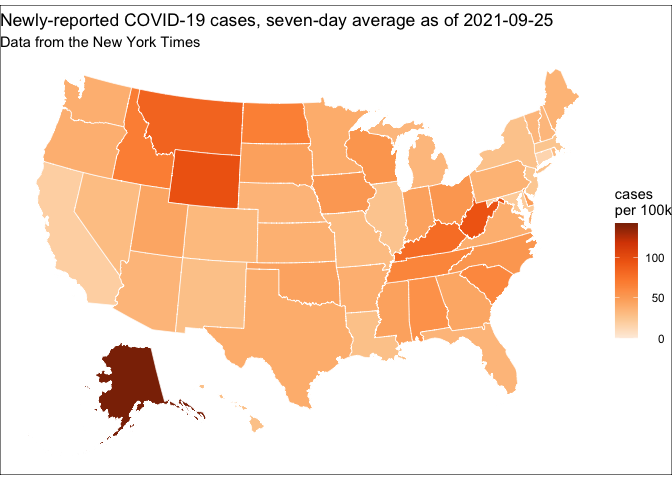 Newly-reported COVID-19 cases, seven-day average as of 2021-09-25
Data from the New York Times
cases
per 100k
100
50
0